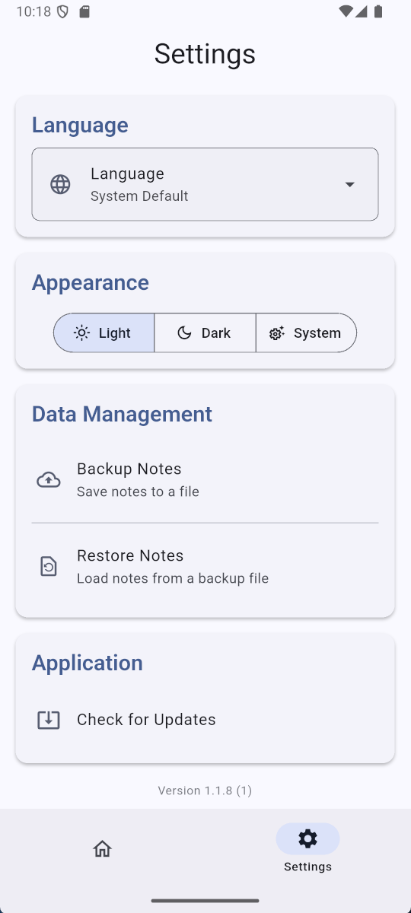 10:18
Settings
Language
Language
System Default
Appearance
Light
Dark
System
Data Management
Backup Notes
Save notes to a file
Restore Notes
Load notes from a backup file
Application
Check for Updates
Version 1.1.8 (1)
Settings